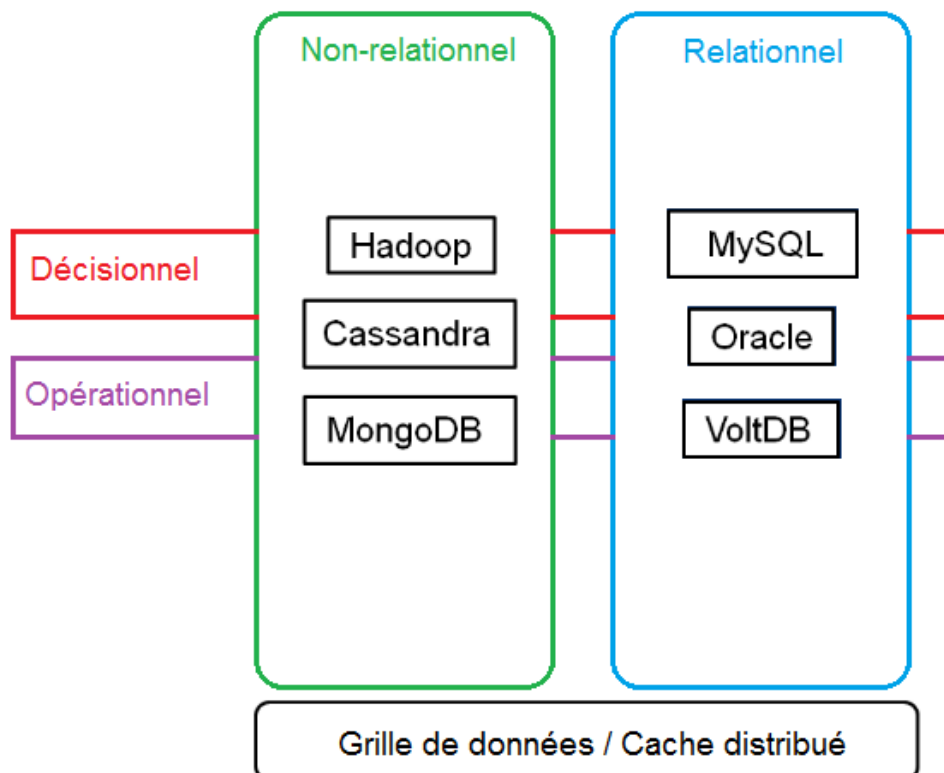 Non-relationnel
Relationnel
Décisionnel
Hadoop
MySQL
Cassandra
Oracle
Opérationnel
MongoDB
VoltDB
Grille de données / Cache distribué